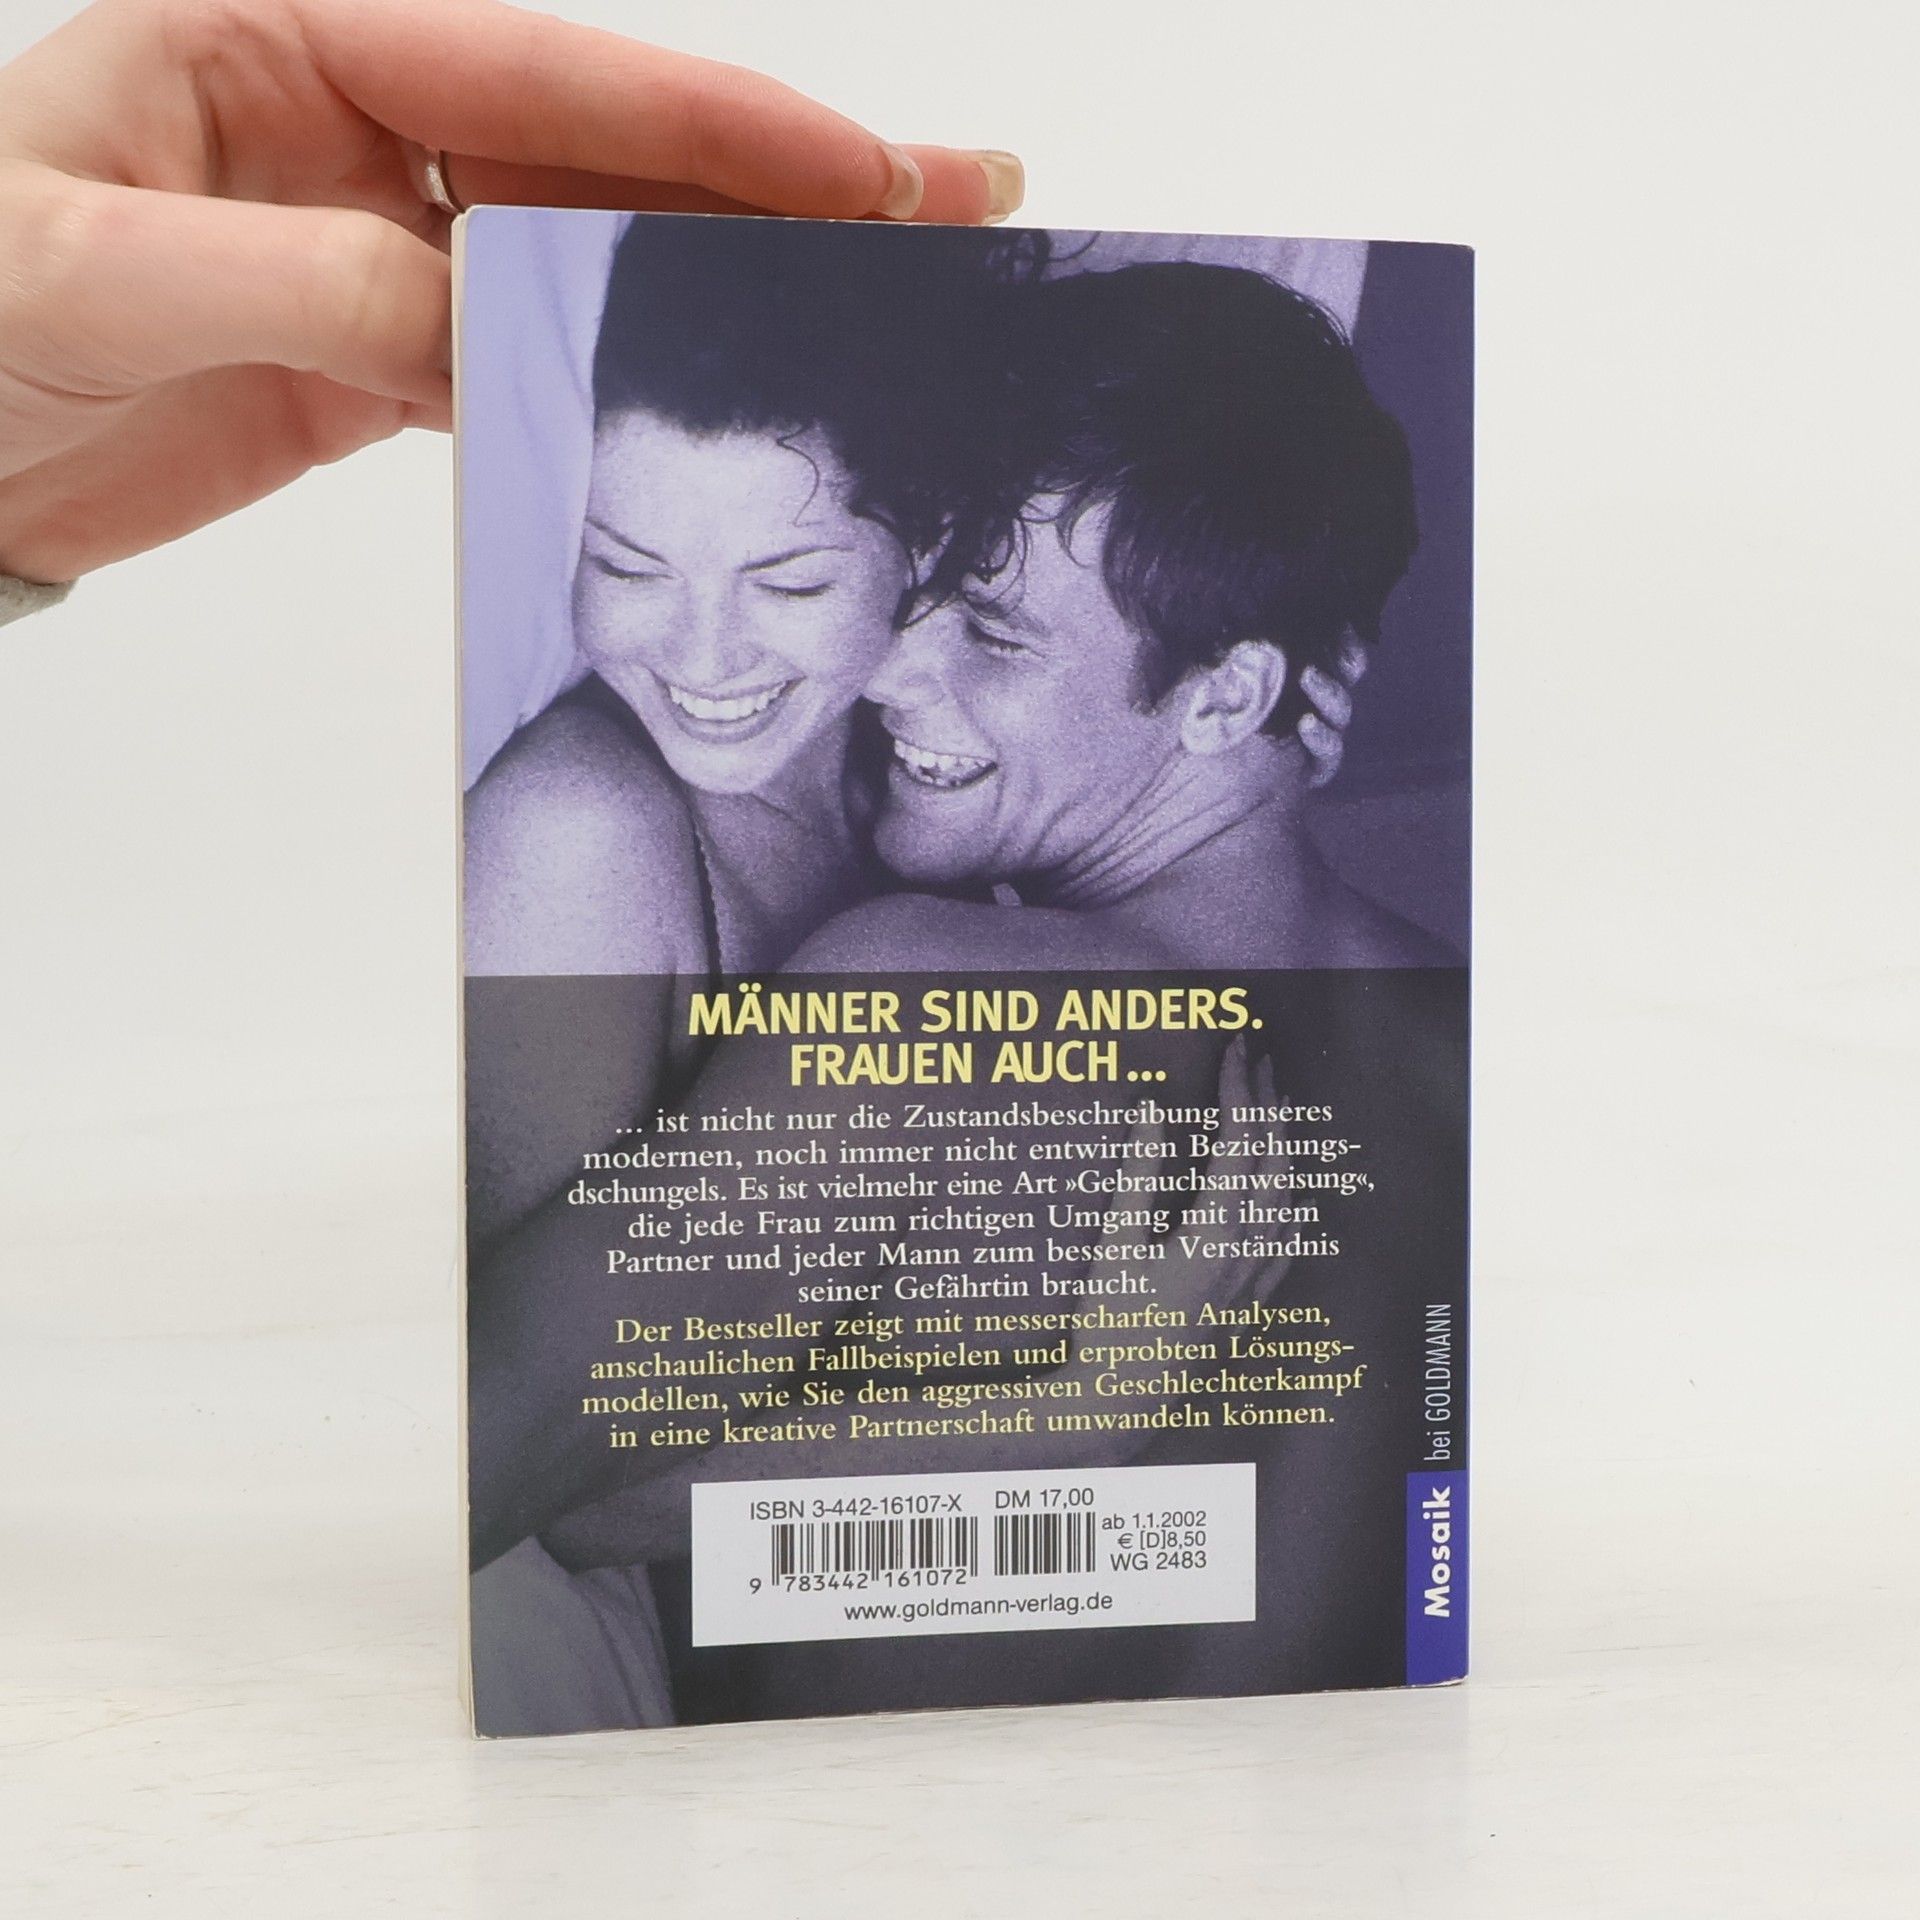 MÄNNER SIND ANDERS.
FRAUEN AUCH...
... ist nicht nur die Zustandsbeschreibung unseres
modernen, noch immer nicht entwirrten Beziehungs-
dschungels. Es ist vielmehr eine Art »Gebrauchsanweisung«,
die jede Frau zum richtigen Umgang mit ihrem
Partner und jeder Mann zum besseren Verständnis
seiner Gefährtin braucht.
Der Bestseller zeigt mit messerscharfen Analysen,
anschaulichen Fallbeispielen und erprobten Lösungs-
modellen, wie Sie den aggressiven Geschlechterkampf
in eine kreative Partnerschaft umwandeln können.
ISBN 3-442-16107-X DM 17,00
ab 1.1.2002
€ [D]8,50
WG 2483
9 783442 161072
www.goldmann-verlag.de
Mosaik bei GOLDMANN